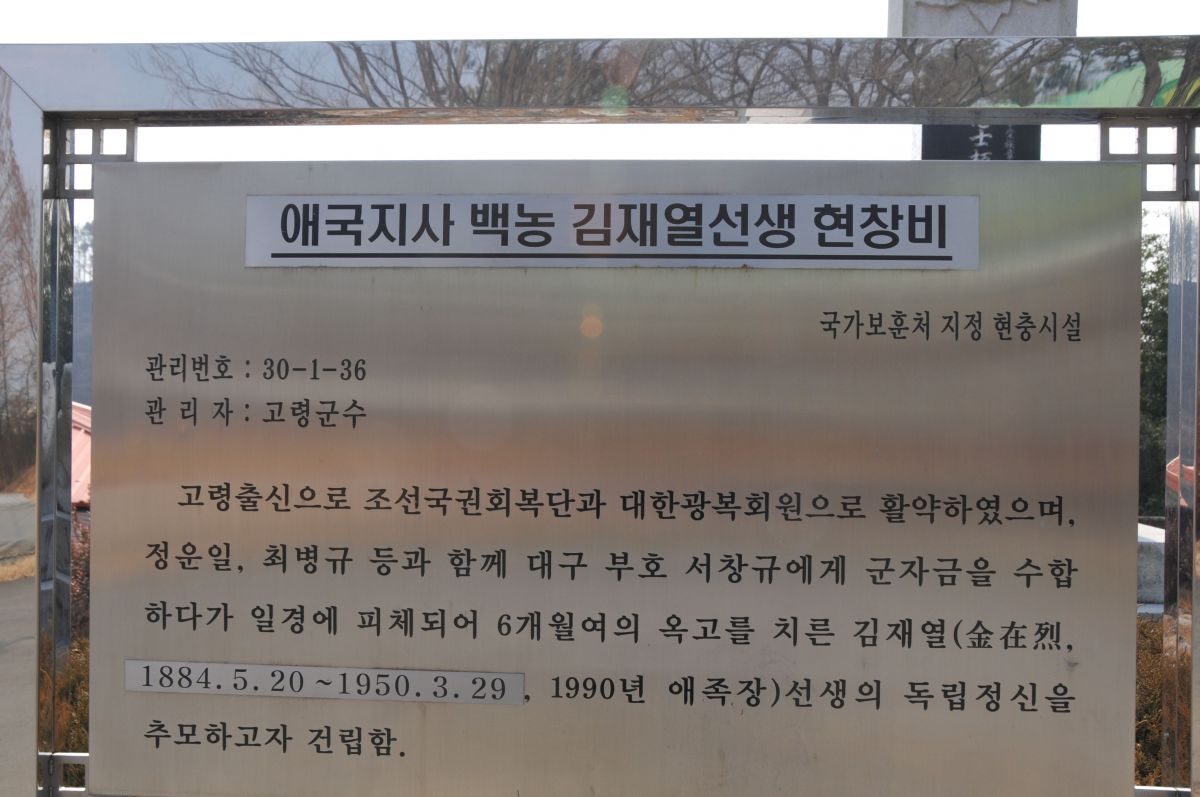 애국지사 백농 김재열선생 현창비
국가보훈처 지정 현충시설
관리번호 : 30-1-36
관 리 자 : 고령군수
고령출신으로 조선국권회복단과 대한광복회원으로 활약하였으며,
정운일, 최병규 등과 함께 대구 부호 서창규에게 군자금을 수합
하다가 일경에 피체되어 6개월여의 옥고를 치른 김재열(金在烈,
1884.5.20~1950.3.29, 1990년 애족장)선생의 독립정신을
추모하고자 건립함.